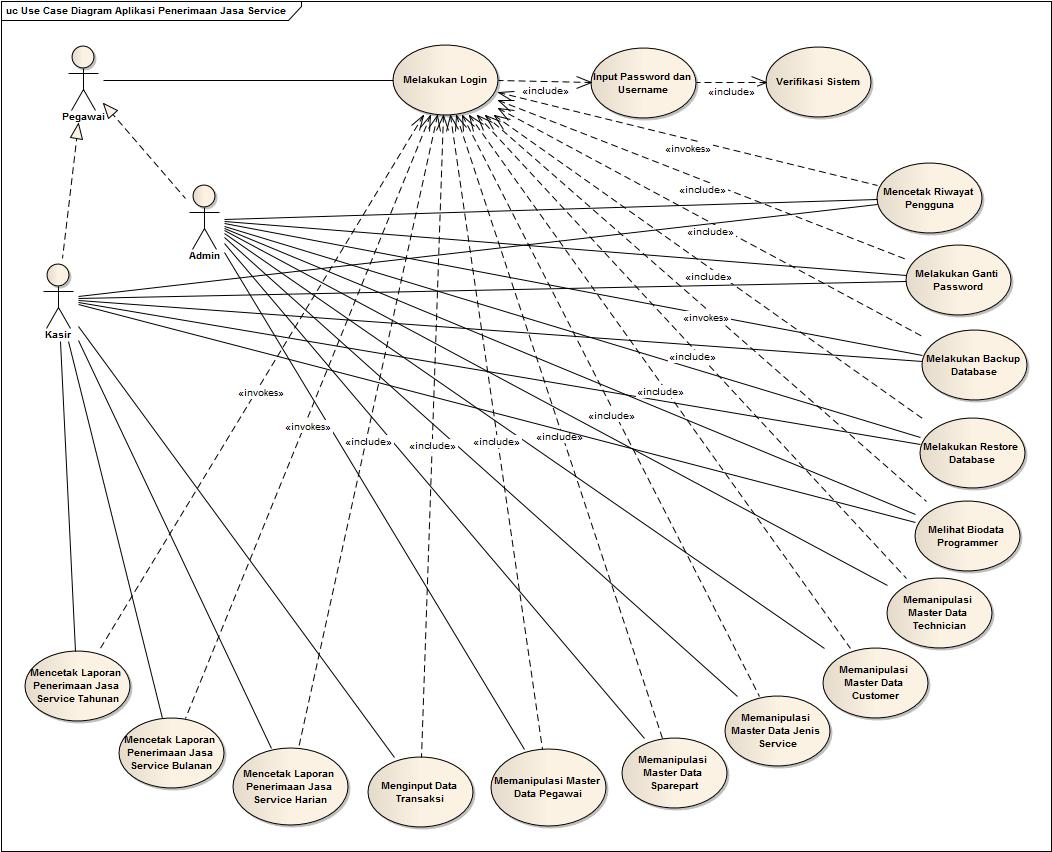 uc Use Case Diagram Aplikasi Penerimaan Jasa Service
Pegawai
Melakukan Login
«include»
Input Password dan
Username
«include»
Verifikasi Sistem
Admin
Kasir
«invokes»
Mencetak Riwayat
Pengguna
«include»
Melakukan Ganti
Password
«include»
Melakukan Backup
Database
«include»
Melakukan Restore
Database
«invokes»
Melihat Biodata
Programmer
«include»
Memanipulasi
Master Data
Technician
«include»
Memanipulasi
Master Data
Customer
«include»
Memanipulasi
Master Data Jenis
Service
«include»
Memanipulasi
Master Data
Sparepart
«include»
Memanipulasi Master
Data Pegawai
«include»
Menginput Data
Transaksi
«include»
Mencetak Laporan
Penerimaan Jasa
Service Harian
«invokes»
Mencetak Laporan
Penerimaan Jasa
Service Bulanan
«invokes»
Mencetak Laporan
Penerimaan Jasa
Service Tahunan